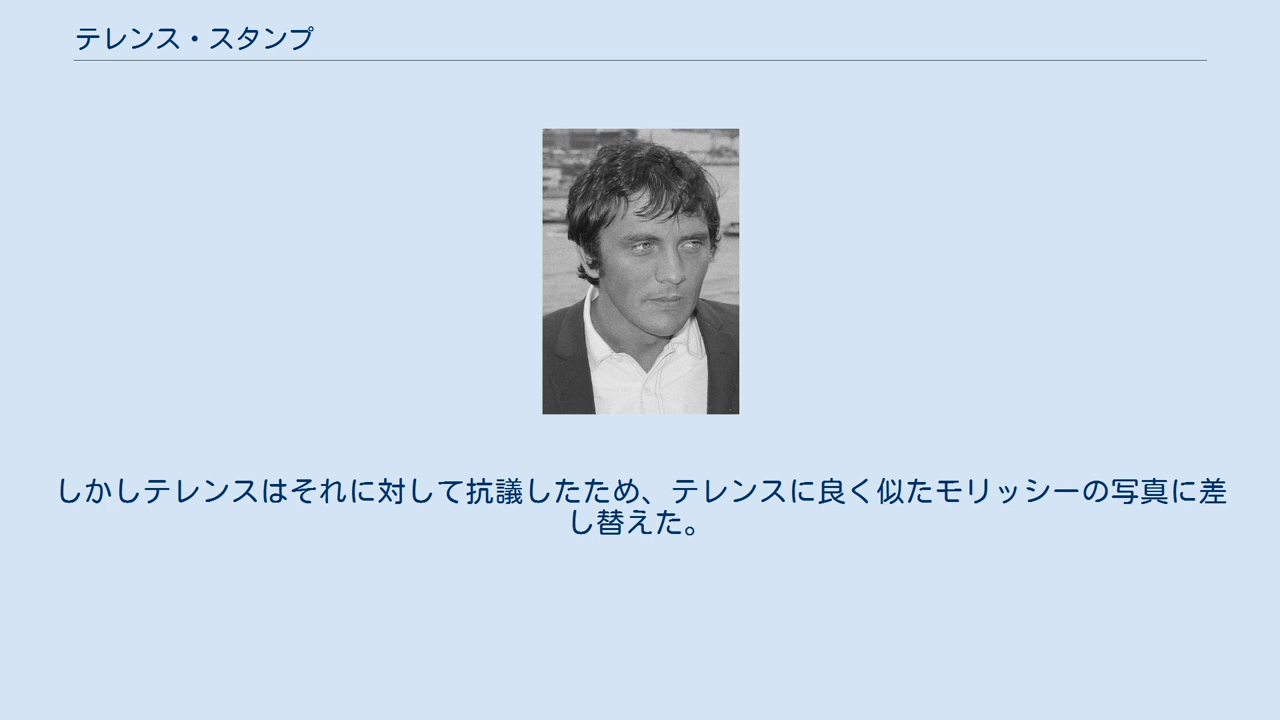 テレンス・スタンプ
しかしテレンスはそれに対して抗議したため、テレンスに良く似たモリッシーの写真に差
し替えた。